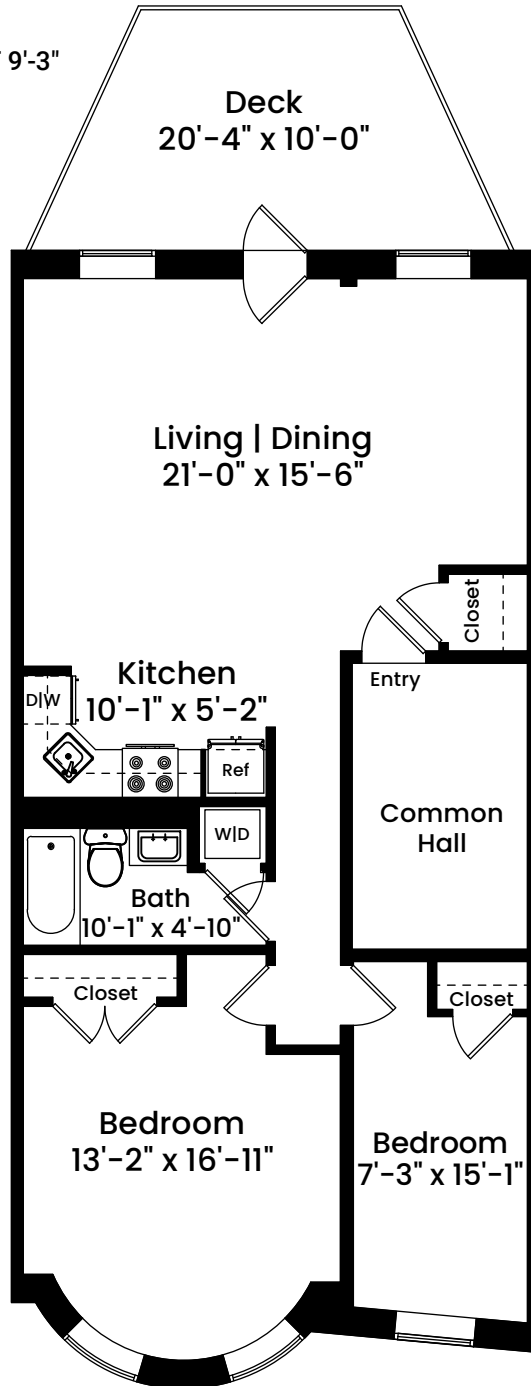 9'-3"
Deck
20'-4" x 10'-0"
Living | Dining
21'-0" x 15'-6"
Closet
Entry
Kitchen
10'-1" x 5'-2"
D|W
Ref
Common
Hall
W|D
Bath
10'-1" x 4'-10"
Closet
Closet
Bedroom
13'-2" x 16'-11"
Bedroom
7'-3" x 15'-1"